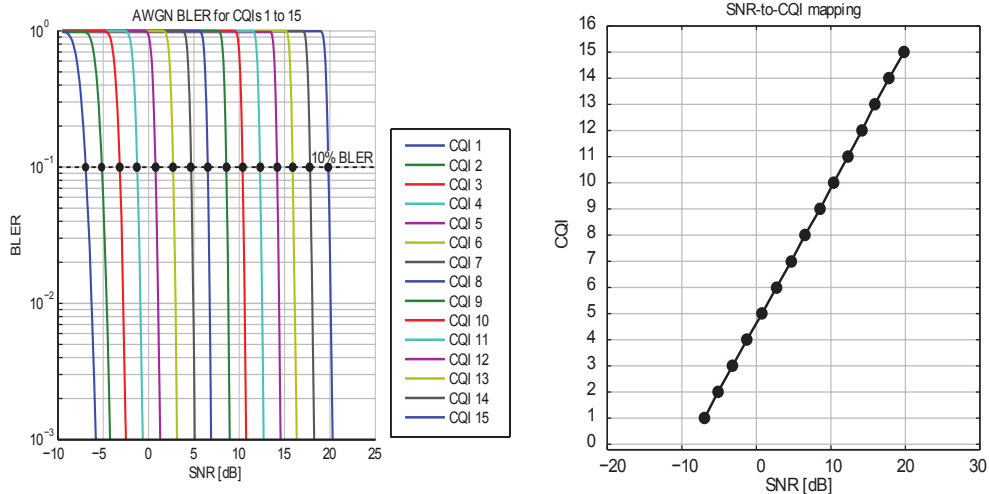 AWGN BLER for CQIs 1 to 15
10^0
10^-1
10^-2
10^-3
BLER
10% BLER
-10 -5 0 5 10 15 20 25
SNR [dB]
CQI 1
CQI 2
CQI 3
CQI 4
CQI 5
CQI 6
CQI 7
CQI 8
CQI 9
CQI 10
CQI 11
CQI 12
CQI 13
CQI 14
CQI 15
SNR-to-CQI mapping
16
15
14
13
12
11
10
9
8
7
6
5
4
3
2
1
0
CQI
-20 -10 0 10 20 30
SNR [dB]